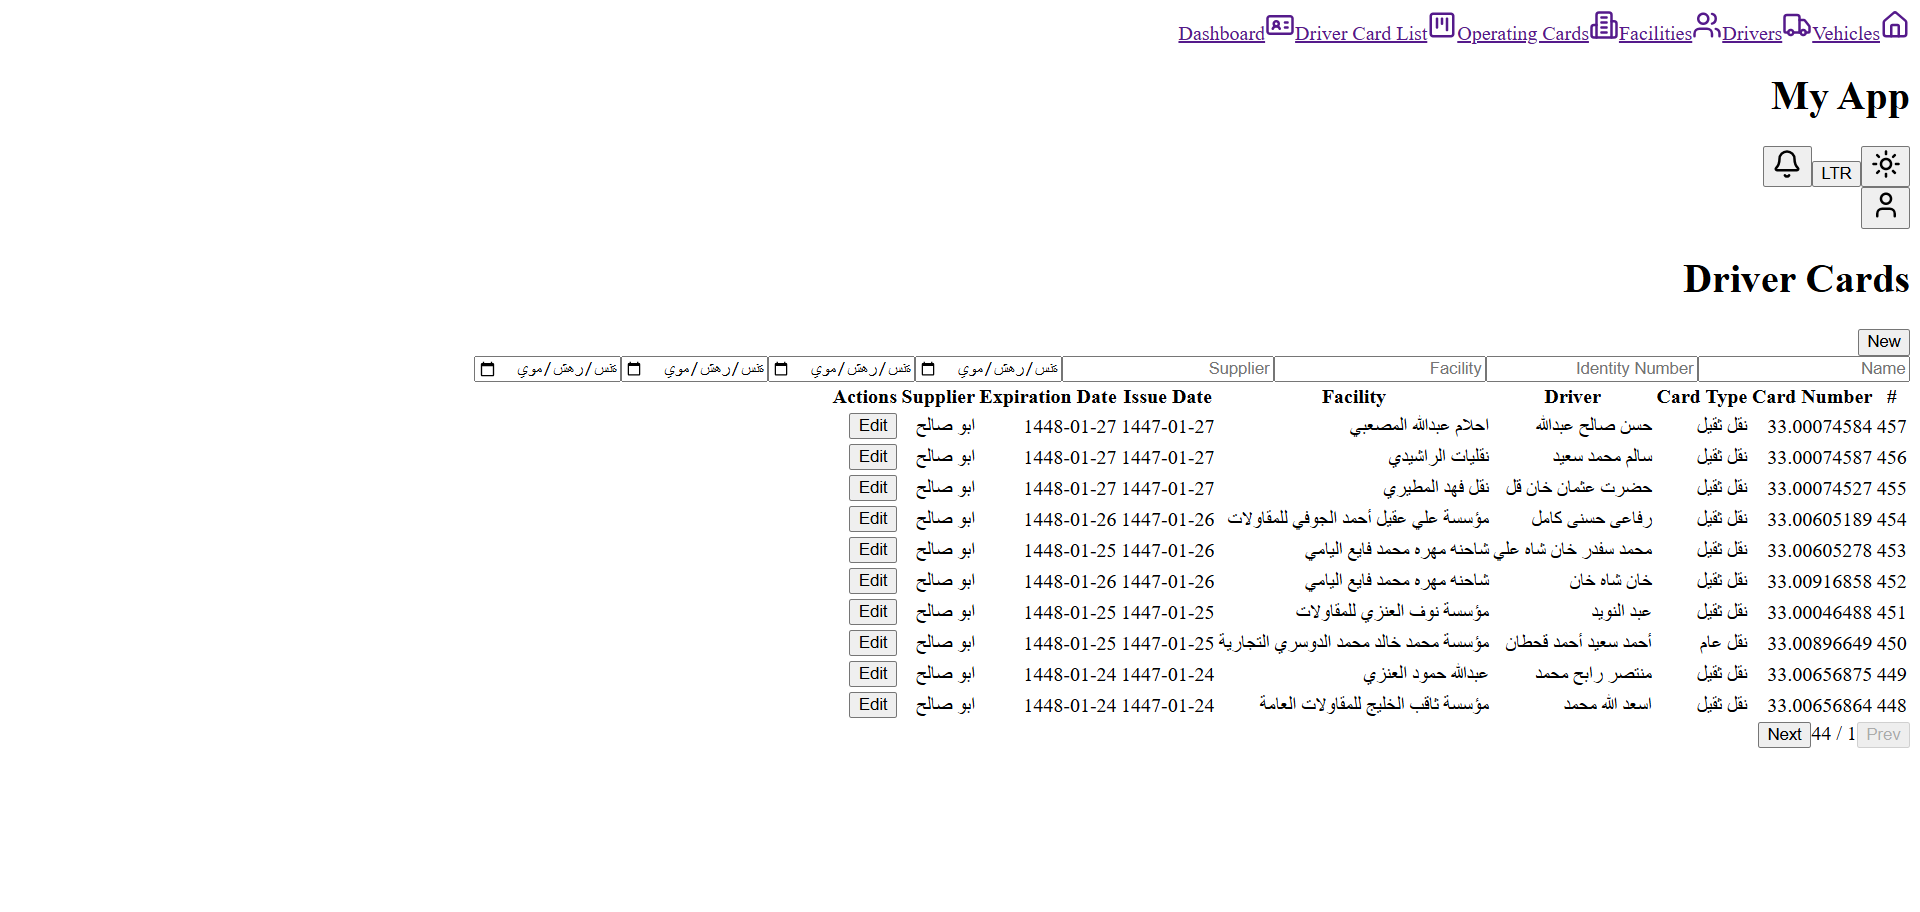 Dashboard Driver Card List Operating Cards Facilities Drivers Vehicles
My App
LTR
Driver Cards
New
Name Identity Number Facility Supplier يوم/شهر/سنة يوم/شهر/سنة يوم/شهر/سنة يوم/شهر/سنة
# Card Number Card Type Driver Facility Issue Date Expiration Date Supplier Actions
457 33.00074584 نقل ثقيل حسن صالح عبدالله احلام عبدالله المصعبي 1447-01-27 1448-01-27 ابو صالح Edit
456 33.00074587 نقل ثقيل سالم محمد سعيد نقليات الراشيدي 1447-01-27 1448-01-27 ابو صالح Edit
455 33.00074527 نقل ثقيل حضرت عثمان خان قل نقل فهد المطيري 1447-01-27 1448-01-27 ابو صالح Edit
454 33.00605189 نقل ثقيل رفاعى حسنى كامل مؤسسة علي عقيل أحمد الجوفي للمقاولات 1447-01-26 1448-01-26 ابو صالح Edit
453 33.00605278 نقل ثقيل محمد سفدر خان شاه علي شاحنه مهره محمد فايع اليامي 1447-01-26 1448-01-25 ابو صالح Edit
452 33.00916858 نقل ثقيل خان شاه خان شاحنه مهره محمد فايع اليامي 1447-01-26 1448-01-26 ابو صالح Edit
451 33.00046488 نقل ثقيل عبد النويد مؤسسة نوف العنزي للمقاولات 1447-01-25 1448-01-25 ابو صالح Edit
450 33.00896649 نقل عام أحمد سعيد أحمد قحطان مؤسسة محمد خالد محمد الدوسري التجارية 1447-01-25 1448-01-25 ابو صالح Edit
449 33.00656875 نقل ثقيل منتصر رابح محمد عبدالله حمود العنزي 1447-01-24 1448-01-24 ابو صالح Edit
448 33.00656864 نقل ثقيل اسعد الله محمد مؤسسة ثاقب الخليج للمقاولات العامة 1447-01-24 1448-01-24 ابو صالح Edit
Prev 1 / 44 Next